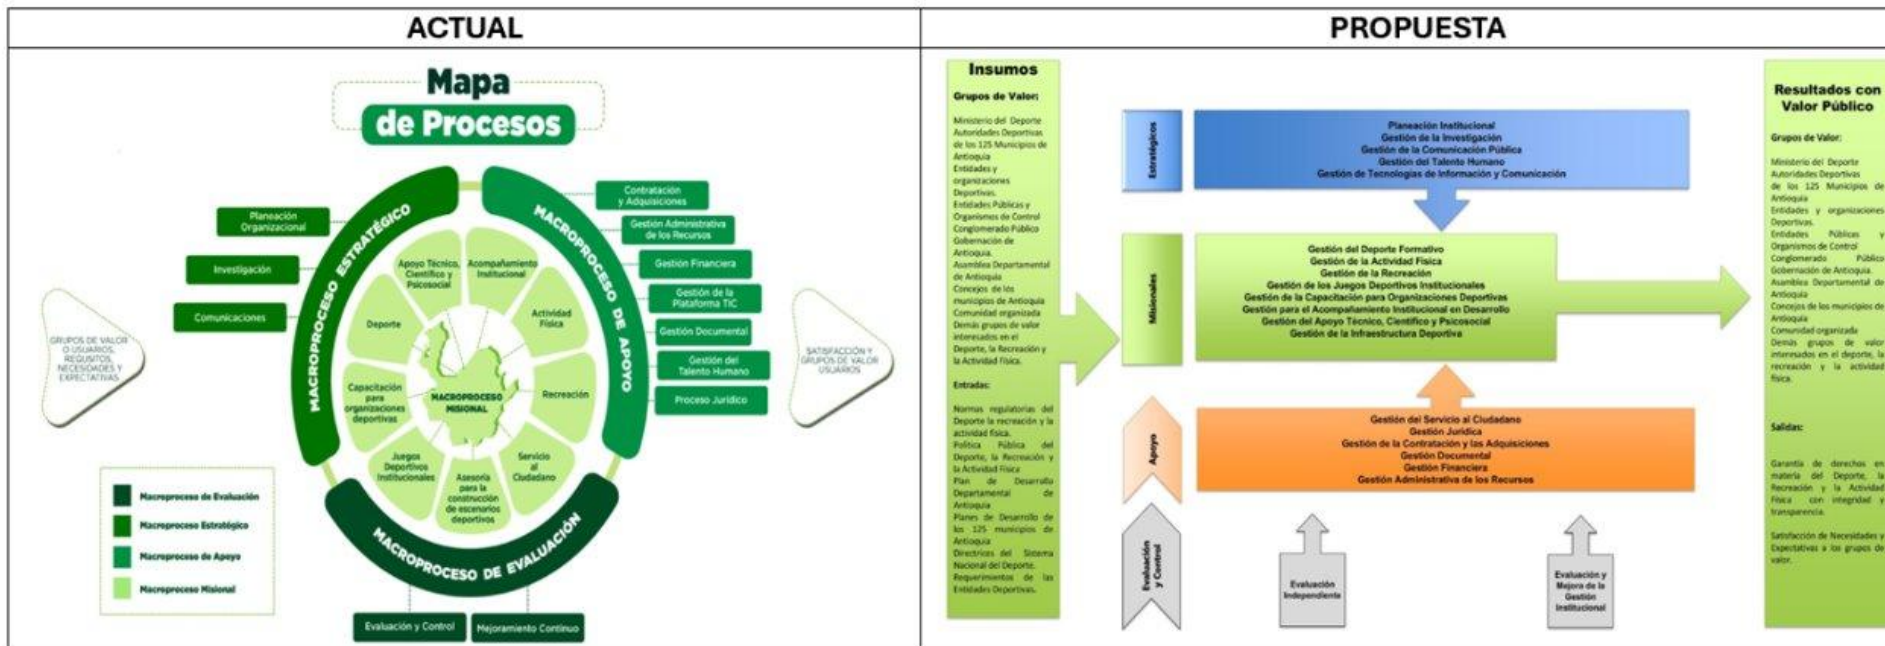 ACTUAL
Mapa
de Procesos
MACROPROCESO ESTRATÉGICO
Planeación
Organizacional
Investigación
Comunicaciones
GRUPOS DE VALOR
O USUARIOS,
REQUISITOS,
NECESIDADES Y
EXPECTATIVAS
MACROPROCESO DE APOYO
Contratación
y Adquisiciones
Gestión Administrativa
de los Recursos
Gestión Financiera
Gestión de la
Plataforma TIC
Gestión Documental
Gestión del
Talento Humano
Proceso Jurídico
SATISFACCIÓN Y
GRUPOS DE VALOR
USUARIOS
Apoyo Técnico,
Científico y
Psicosocial
Acompañamiento
Institucional
Deporte
Actividad
Física
Capacitación
para
organizaciones
deportivas
MACROPROCESO
MISIONAL
Recreación
Juegos
Deportivos
Institucionales
Asesoría
para la
construcción
de escenarios
deportivos
Servicio
al
Ciudadano
MACROPROCESO DE EVALUACIÓN
Evaluación y Control
Mejoramiento Continuo
Macroproceso de Evaluación
Macroproceso Estratégico
Macroproceso de Apoyo
Macroproceso Misional
PROPUESTA
Insumos
Grupos de Valor:
Ministerio del Deporte
Autoridades Deportivas
de los 125 Municipios de
Antioquia
Entidades y
organizaciones
Deportivas.
Entidades Públicas y
Organismos de Control
Conglomerado Público
Gobernación de
Antioquia.
Asamblea Departamental
de Antioquia
Concejos de los
municipios de Antioquia
Comunidad organizada
Demás grupos de valor
interesados en el
Deporte, la Recreación y
la Actividad Física.
Entradas:
Normas regulatorias del
Deporte la recreación y la
actividad física.
Política Pública del
Deporte, la Recreación y
la Actividad Física
Plan de Desarrollo
Departamental de
Antioquia
Planes de Desarrollo de
los 125 municipios de
Antioquia
Directrices del Sistema
Nacional del Deporte.
Requerimientos de las
Entidades Deportivas.
Estratégicos
Planeación Institucional
Gestión de la Investigación
Gestión de la Comunicación Pública
Gestión del Talento Humano
Gestión de Tecnologías de Información y Comunicación
Misionales
Gestión del Deporte Formativo
Gestión de la Actividad Física
Gestión de la Recreación
Gestión de los Juegos Deportivos Institucionales
Gestión de la Capacitación para Organizaciones Deportivas
Gestión para el Acompañamiento Institucional en Desarrollo
Gestión del Apoyo Técnico, Científico y Psicosocial
Gestión de la Infraestructura Deportiva
Apoyo
Gestión del Servicio al Ciudadano
Gestión Jurídica
Gestión de la Contratación y las Adquisiciones
Gestión Documental
Gestión Financiera
Gestión Administrativa de los Recursos
Evaluación
y Control
Evaluación
Independiente
Evaluación y
Mejora de la
Gestión
Institucional
Resultados con
Valor Público
Grupos de Valor:
Ministerio del Deporte
Autoridades Deportivas
de los 125 Municipios de
Antioquia
Entidades y organizaciones
Deportivas.
Entidades Públicas y
Organismos de Control
Conglomerado Público
Gobernación de Antioquia.
Asamblea Departamental de
Antioquia
Concejos de los municipios de
Antioquia
Comunidad organizada
Demás grupos de valor
interesados en el deporte, la
recreación y la actividad
física.
Salidas:
Garantía de derechos en
materia del Deporte, la
Recreación y la Actividad
Física con integridad y
transparencia.
Satisfacción de Necesidades y
Expectativas a los grupos de
valor.